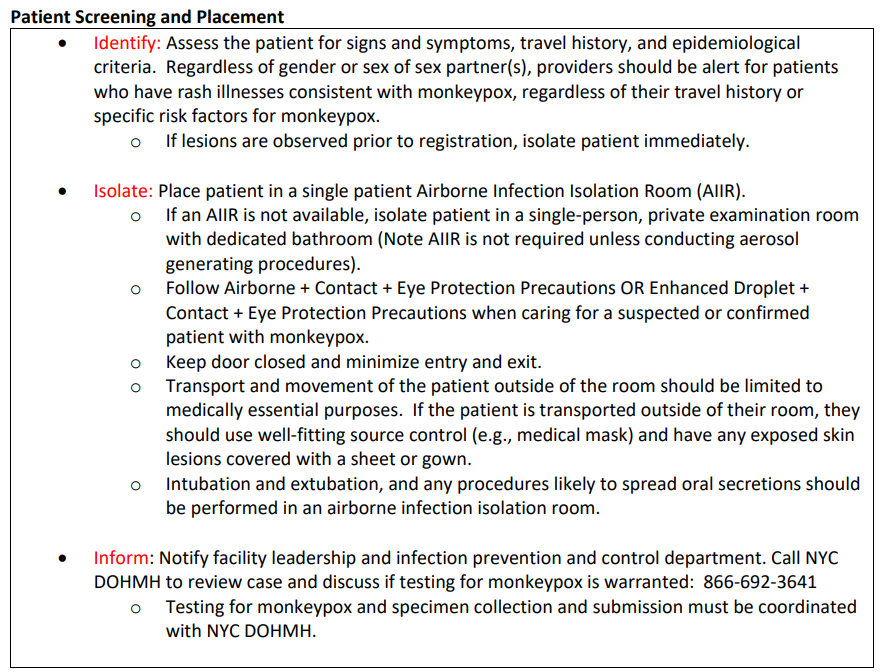 Patient Screening and Placement
• Identify: Assess the patient for signs and symptoms, travel history, and epidemiological
criteria.  Regardless of gender or sex of sex partner(s), providers should be alert for patients
who have rash illnesses consistent with monkeypox, regardless of their travel history or
specific risk factors for monkeypox.
o If lesions are observed prior to registration, isolate patient immediately.
• Isolate: Place patient in a single patient Airborne Infection Isolation Room (AIIR).
o If an AIIR is not available, isolate patient in a single-person, private examination room
with dedicated bathroom (Note AIIR is not required unless conducting aerosol
generating procedures).
o Follow Airborne + Contact + Eye Protection Precautions OR Enhanced Droplet +
Contact + Eye Protection Precautions when caring for a suspected or confirmed
patient with monkeypox.
o Keep door closed and minimize entry and exit.
o Transport and movement of the patient outside of the room should be limited to
medically essential purposes.  If the patient is transported outside of their room, they
should use well-fitting source control (e.g., medical mask) and have any exposed skin
lesions covered with a sheet or gown.
o Intubation and extubation, and any procedures likely to spread oral secretions should
be performed in an airborne infection isolation room.
• Inform: Notify facility leadership and infection prevention and control department. Call NYC
DOHMH to review case and discuss if testing for monkeypox is warranted:  866-692-3641
o Testing for monkeypox and specimen collection and submission must be coordinated
with NYC DOHMH.